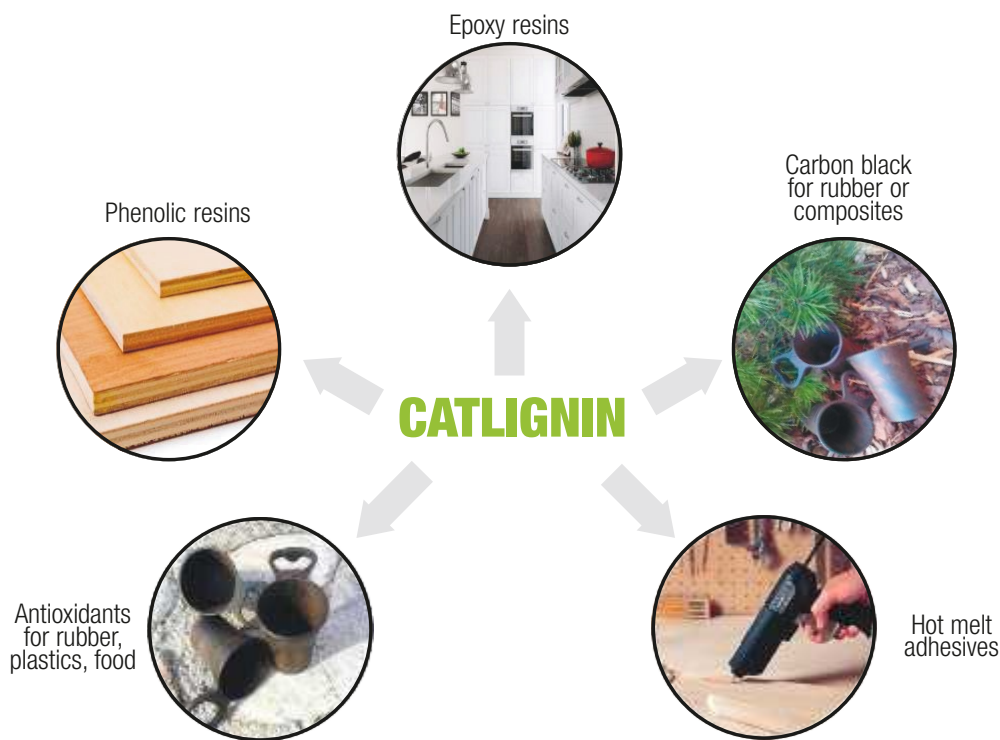 Epoxy resins
Carbon black
for rubber or
composites
Phenolic resins
CATLIGNIN
Antioxidants
for rubber,
plastics, food
Hot melt
adhesives